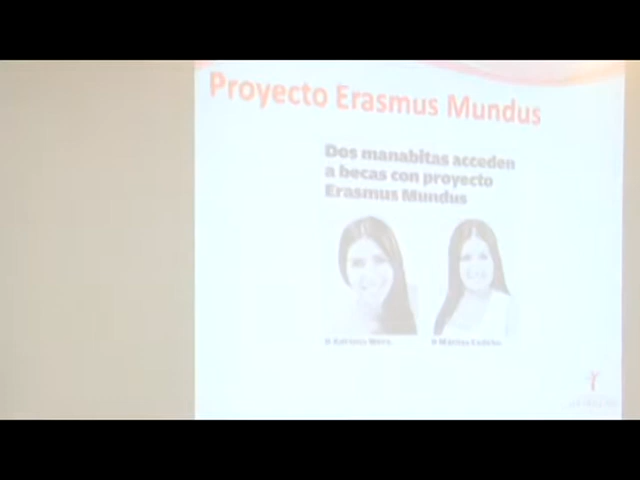 Proyecto Erasmus Mundus
Dos manabitas acceden
a becas con proyecto
Erasmus Mundus